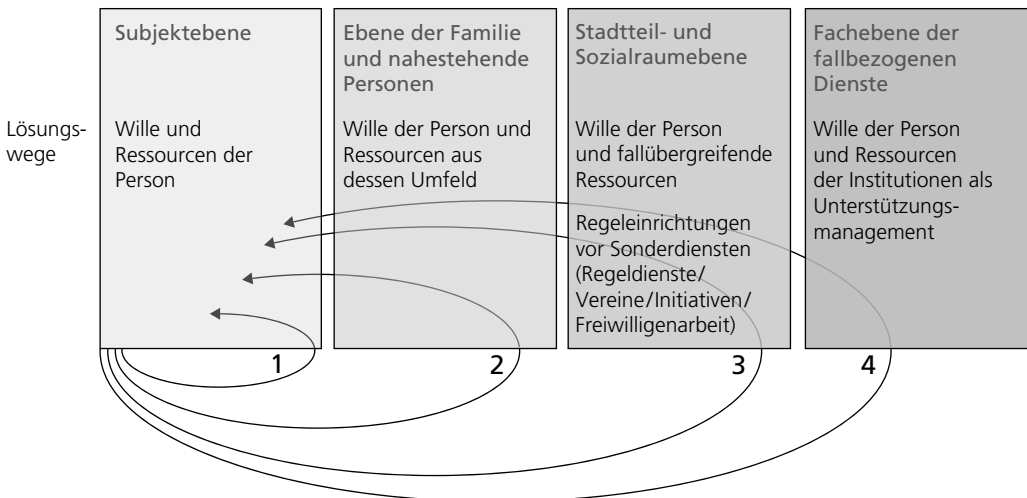 Subjektebene
Ebene der Familie
und nahestehende
Personen
Stadtteil- und
Sozialraumebene
Fachebene der
fallbezogenen
Dienste
Lösungs-
wege
Wille und
Ressourcen der
Person
Wille der Person und
Ressourcen aus
dessen Umfeld
Wille der Person
und fallübergreifende
Ressourcen
Regeleinrichtungen
vor Sonderdiensten
(Regeldienste/
Vereine/Initiativen/
Freiwilligenarbeit)
Wille der Person
und Ressourcen
der Institutionen als
Unterstützungs-
management
1
2
3
4